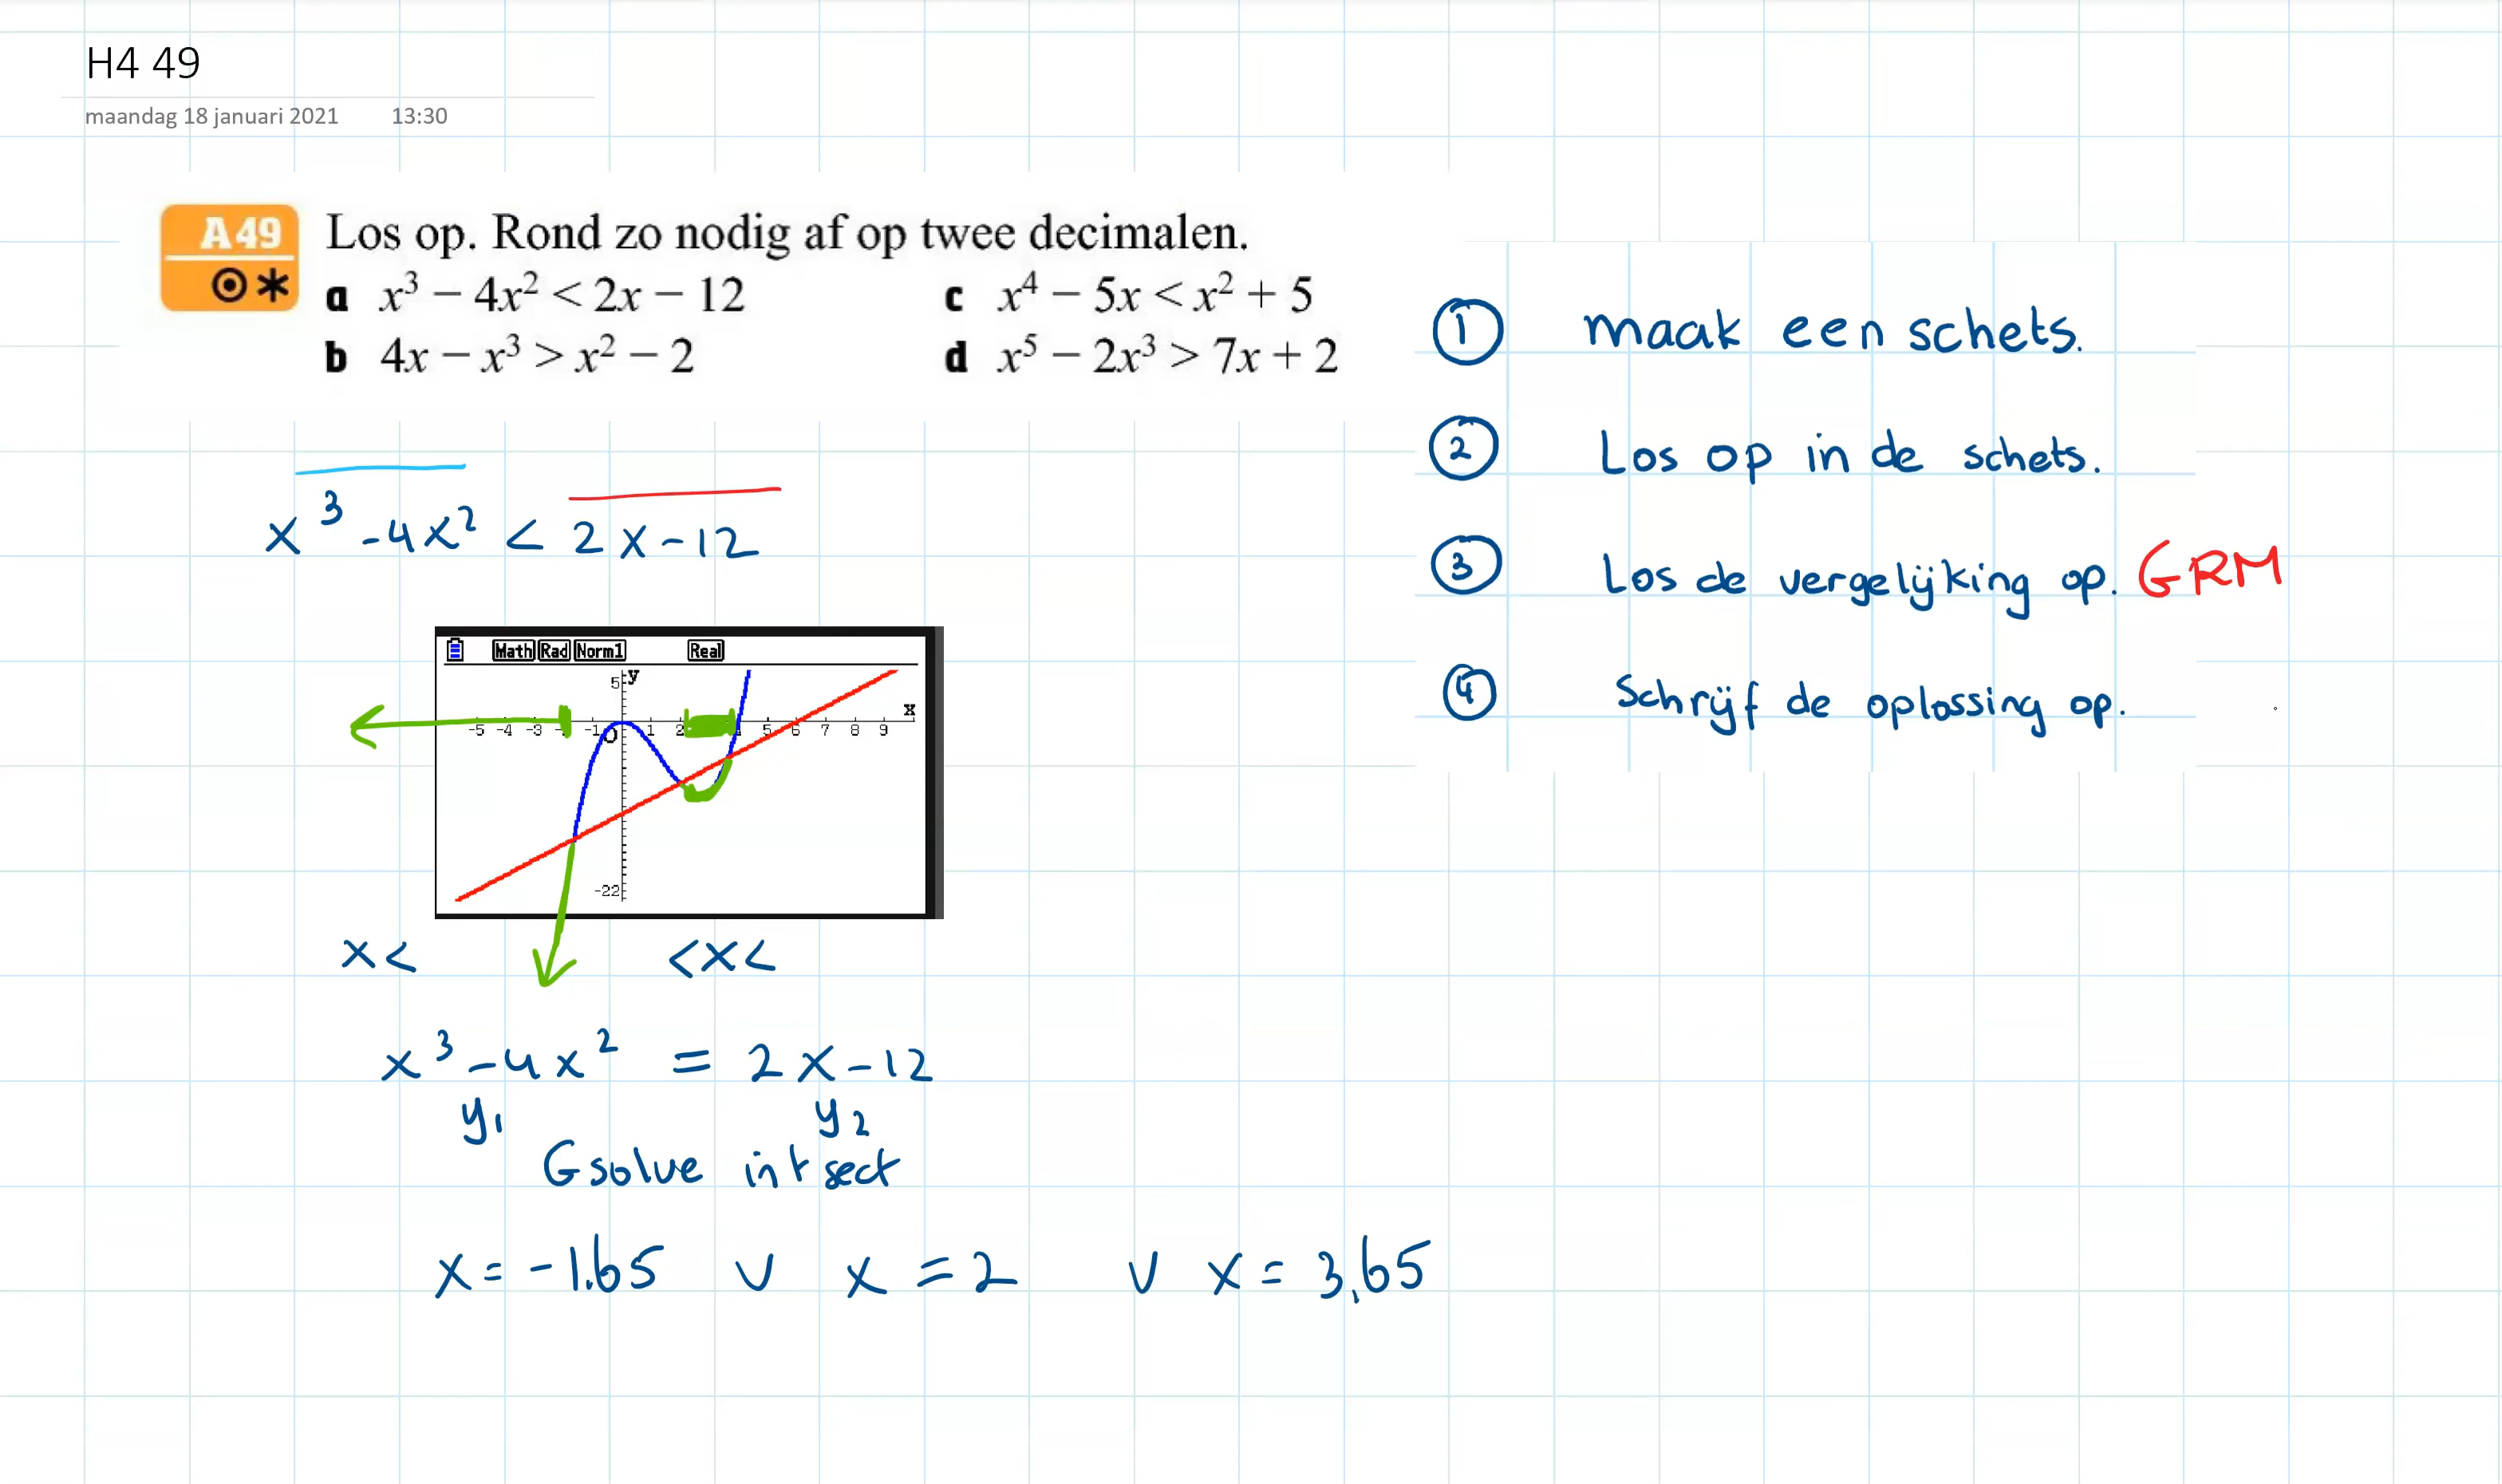 H4 49
maandag 18 januari 2021 13:30
A49 Los op. Rond zo nodig af op twee decimalen.
a x³ − 4x² < 2x − 12
b 4x − x³ > x² − 2
c x⁴ − 5x < x² + 5
d x⁵ − 2x³ > 7x + 2
① maak een schets.
② Los op in de schets.
③ Los de vergelijking op. GRM
④ Schrijf de oplossing op.
x³ - 4x² < 2x - 12
Math Rad Norm1 Real
5 y
x
-5 -4 -3 -1 O 1 2 5 6 7 8 9
-22
x < < x <
x³ - 4x² = 2x - 12
y₁ y₂
Gsolve intsect
x = -1.65 v x = 2 v x = 3,65